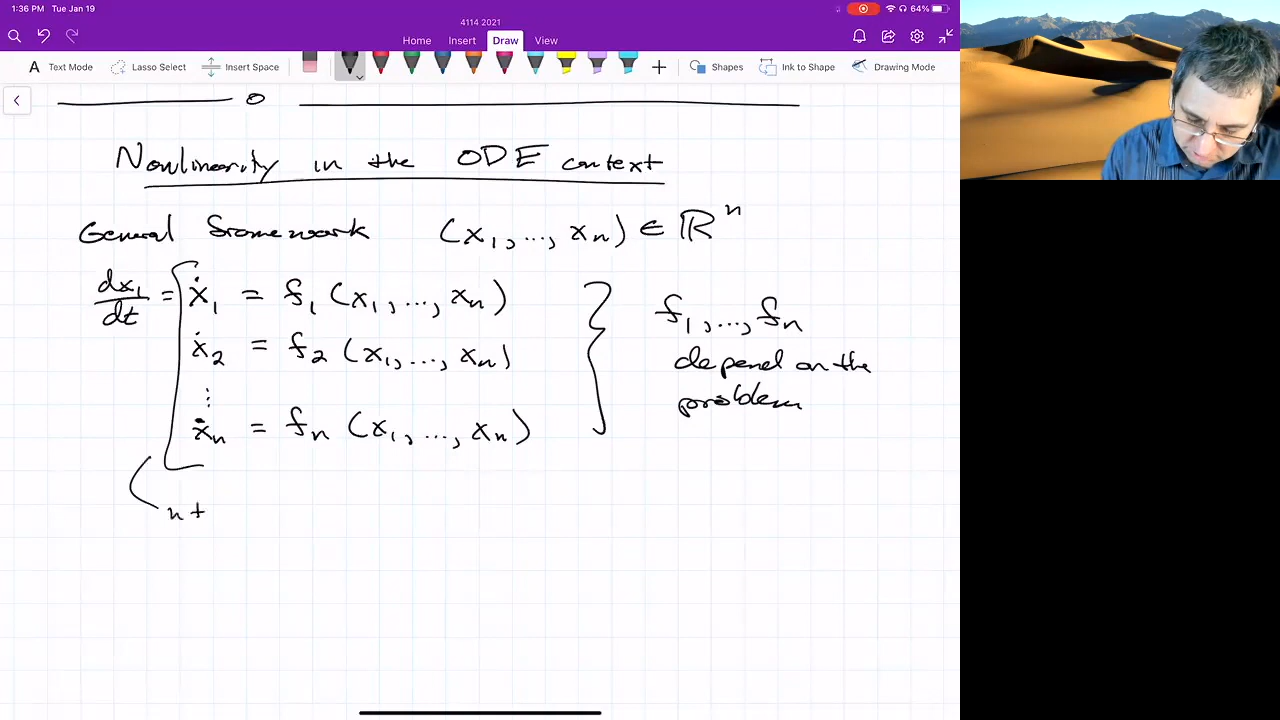 1:36 PM Tue Jan 19
64%
4114 2021
Home Insert Draw View
A Text Mode Lasso Select Insert Space Shapes Ink to Shape Drawing Mode
Nonlinearity in the ODE context
General framework (x₁, ..., xₙ) ∈ ℝⁿ
dx₁/dt = ẋ₁ = f₁ (x₁, ..., xₙ)
ẋ₂ = f₂ (x₁, ..., xₙ)
⋮
ẋₙ = fₙ (x₁, ..., xₙ)
f₁, ..., fₙ
depend on the
problem
n +